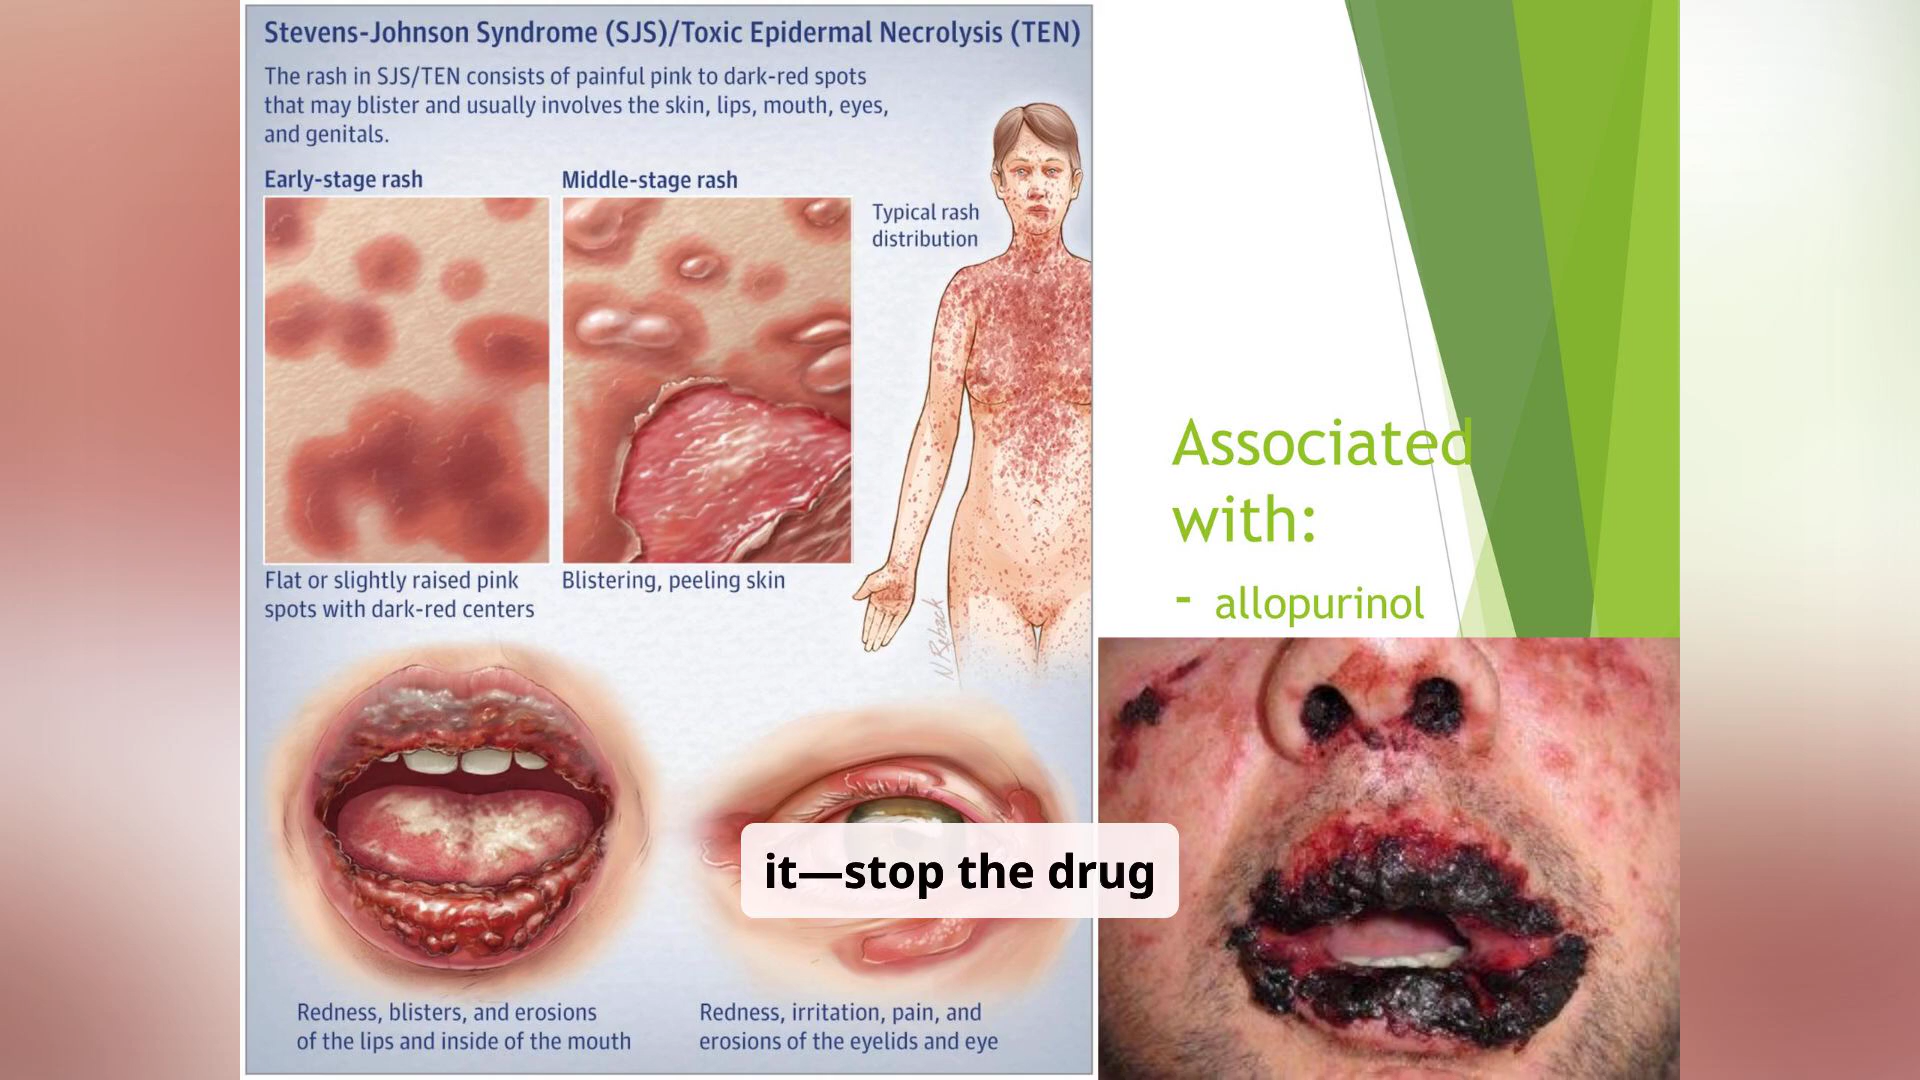 Stevens-Johnson Syndrome (SJS)/Toxic Epidermal Necrolysis (TEN)
The rash in SJS/TEN consists of painful pink to dark-red spots
that may blister and usually involves the skin, lips, mouth, eyes,
and genitals.
Early-stage rash
Middle-stage rash
Typical rash
distribution
Flat or slightly raised pink
spots with dark-red centers
Blistering, peeling skin
N Reback
Redness, blisters, and erosions
of the lips and inside of the mouth
Redness, irritation, pain, and
erosions of the eyelids and eye
Associated
with:
- allopurinol
it—stop the drug